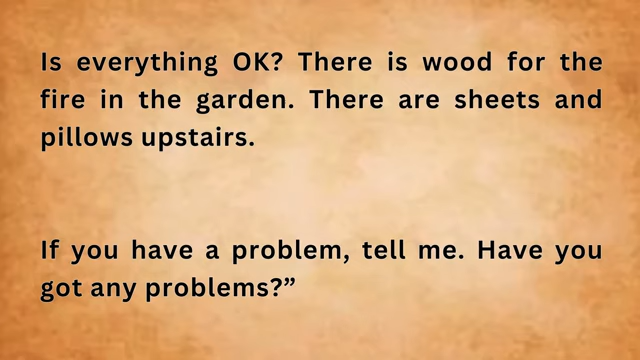 Is everything OK? There is wood for the
fire in the garden. There are sheets and
pillows upstairs.
If you have a problem, tell me. Have you
got any problems?”